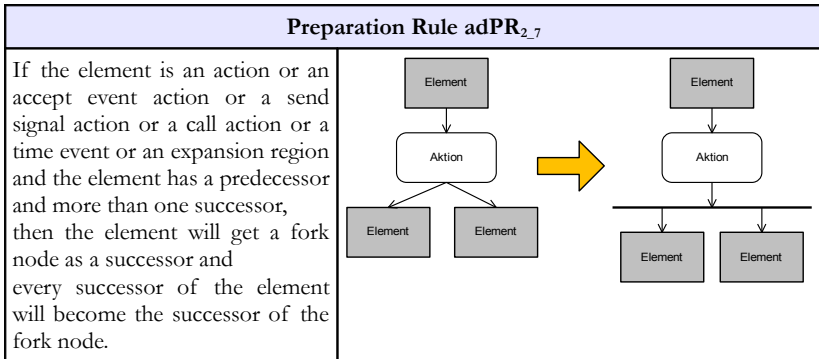 Preparation Rule adPR2_7
If the element is an action or an
accept event action or a send
signal action or a call action or a
time event or an expansion region
and the element has a predecessor
and more than one successor,
then the element will get a fork
node as a successor and
every successor of the element
will become the successor of the
fork node.
Element
Aktion
Element Element
Element
Aktion
Element Element